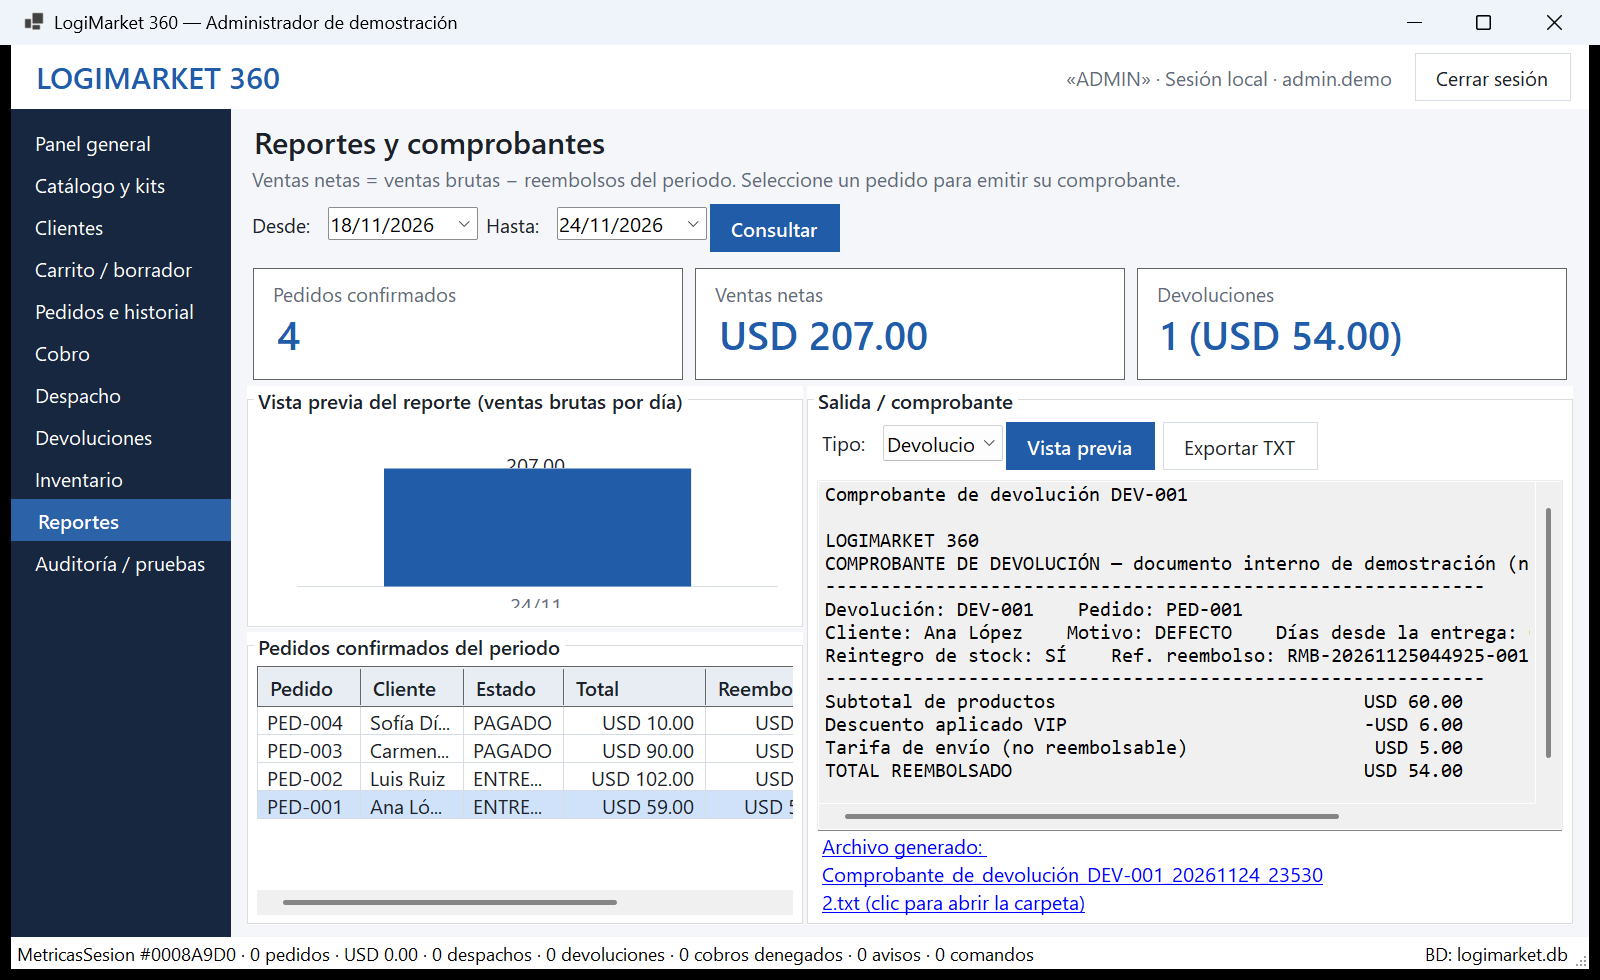 LogiMarket 360 — Administrador de demostración
LOGIMARKET 360
«ADMIN» · Sesión local · admin.demo
Cerrar sesión
Panel general
Catálogo y kits
Clientes
Carrito / borrador
Pedidos e historial
Cobro
Despacho
Devoluciones
Inventario
Reportes
Auditoría / pruebas
Reportes y comprobantes
Ventas netas = ventas brutas − reembolsos del periodo. Seleccione un pedido para emitir su comprobante.
Desde: 18/11/2026 Hasta: 24/11/2026 Consultar
Pedidos confirmados
4
Ventas netas
USD 207.00
Devoluciones
1 (USD 54.00)
Vista previa del reporte (ventas brutas por día)
207.00
24/11
Pedidos confirmados del periodo
Pedido Cliente Estado Total Reembo
PED-004 Sofía Dí... PAGADO USD 10.00 USD
PED-003 Carmen... PAGADO USD 90.00 USD
PED-002 Luis Ruiz ENTRE... USD 102.00 USD
PED-001 Ana Ló... ENTRE... USD 59.00 USD 5
Salida / comprobante
Tipo: Devolucio Vista previa Exportar TXT
Comprobante de devolución DEV-001
LOGIMARKET 360
COMPROBANTE DE DEVOLUCIÓN — documento interno de demostración (n
------------------------------------------------------------
Devolución: DEV-001 Pedido: PED-001
Cliente: Ana López Motivo: DEFECTO Días desde la entrega:
Reintegro de stock: SÍ Ref. reembolso: RMB-20261125044925-001
------------------------------------------------------------
Subtotal de productos USD 60.00
Descuento aplicado VIP -USD 6.00
Tarifa de envío (no reembolsable) USD 5.00
TOTAL REEMBOLSADO USD 54.00
Archivo generado:
Comprobante_de_devolución_DEV-001_20261124_23530
2.txt (clic para abrir la carpeta)
MetricasSesion #0008A9D0 · 0 pedidos · USD 0.00 · 0 despachos · 0 devoluciones · 0 cobros denegados · 0 avisos · 0 comandos
BD: logimarket.db